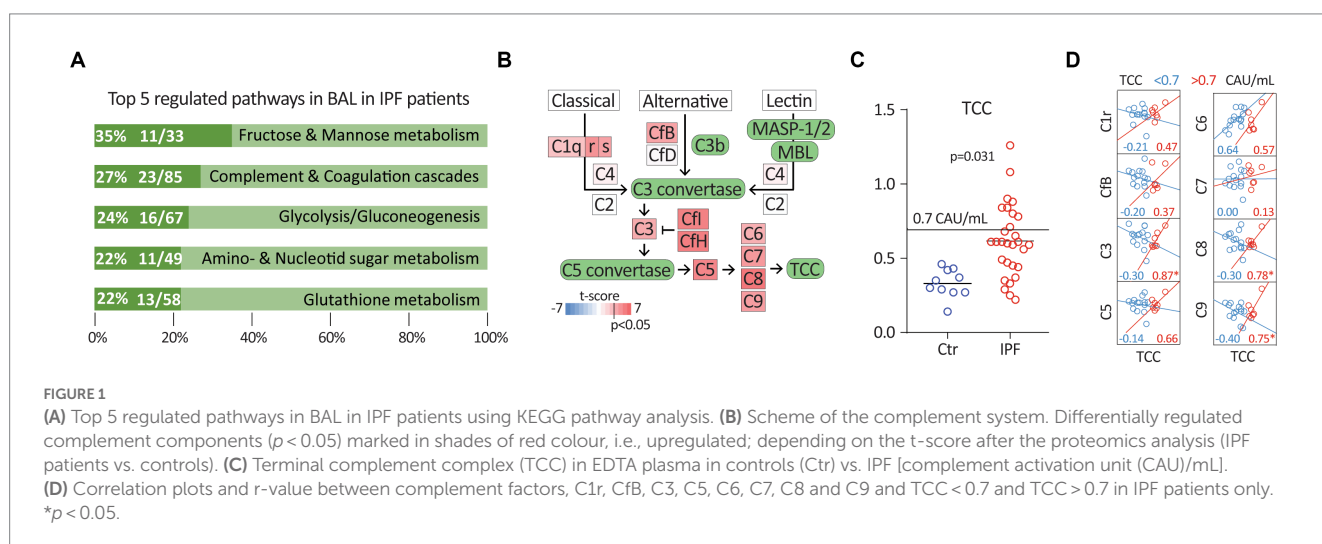 A
Top 5 regulated pathways in BAL in IPF patients
35% 11/33 Fructose & Mannose metabolism
27% 23/85 Complement & Coagulation cascades
24% 16/67 Glycolysis/Gluconeogenesis
22% 11/49 Amino- & Nucleotid sugar metabolism
22% 13/58 Glutathione metabolism
0% 20% 40% 60% 80% 100%
B
Classical Alternative Lectin
C1q r s
CfB
CfD
C3b
MASP-1/2
MBL
C4 C4
C3 convertase
C2 C2
C3
CfI
CfH
C6
C7
C8
C9
C5 convertase C5 TCC
t-score
-7 7
p<0.05
C
TCC
1.5
p=0.031
1.0
0.7 CAU/mL
0.5
0.0
Ctr IPF
D
TCC <0.7 >0.7 CAU/mL
C1r -0.21 0.47
C6 0.64 0.57
CfB -0.20 0.37
C7 0.00 0.13
C3 -0.30 0.87*
C8 -0.30 0.78*
C5 -0.14 0.66
C9 -0.40 0.75*
TCC TCC
FIGURE 1
(A) Top 5 regulated pathways in BAL in IPF patients using KEGG pathway analysis. (B) Scheme of the complement system. Differentially regulated
complement components (p < 0.05) marked in shades of red colour, i.e., upregulated; depending on the t-score after the proteomics analysis (IPF
patients vs. controls). (C) Terminal complement complex (TCC) in EDTA plasma in controls (Ctr) vs. IPF [complement activation unit (CAU)/mL].
(D) Correlation plots and r-value between complement factors, C1r, CfB, C3, C5, C6, C7, C8 and C9 and TCC < 0.7 and TCC > 0.7 in IPF patients only.
*p < 0.05.